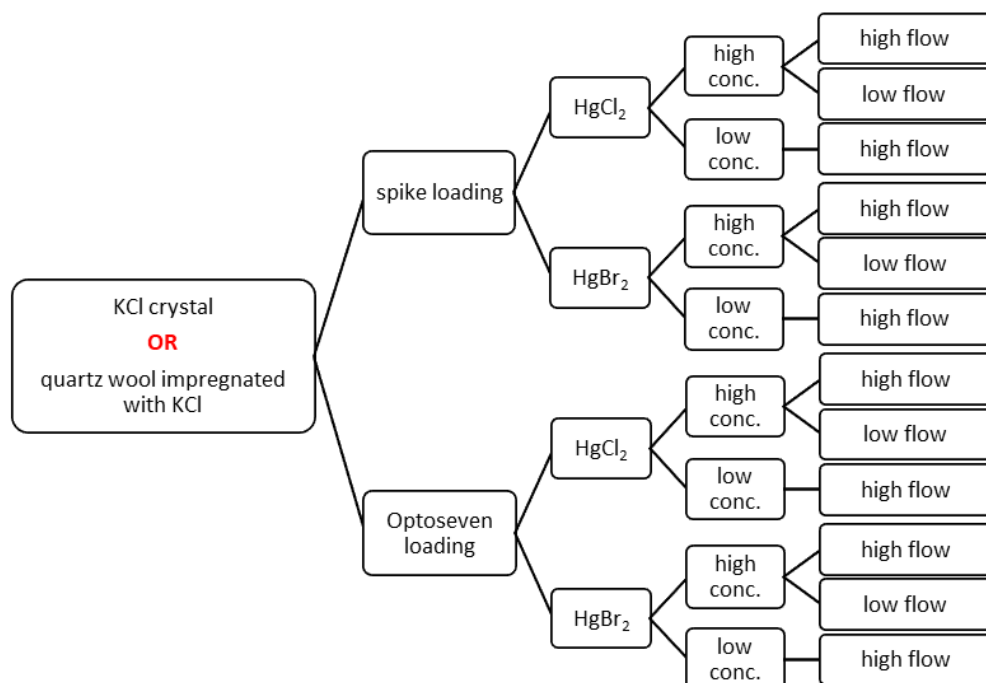 KCl crystal
OR
quartz wool impregnated
with KCl
spike loading
Optoseven
loading
HgCl₂
HgBr₂
HgCl₂
HgBr₂
high
conc.
low
conc.
high
conc.
low
conc.
high
conc.
low
conc.
high
conc.
low
conc.
high flow
low flow
high flow
high flow
low flow
high flow
high flow
low flow
high flow
high flow
low flow
high flow